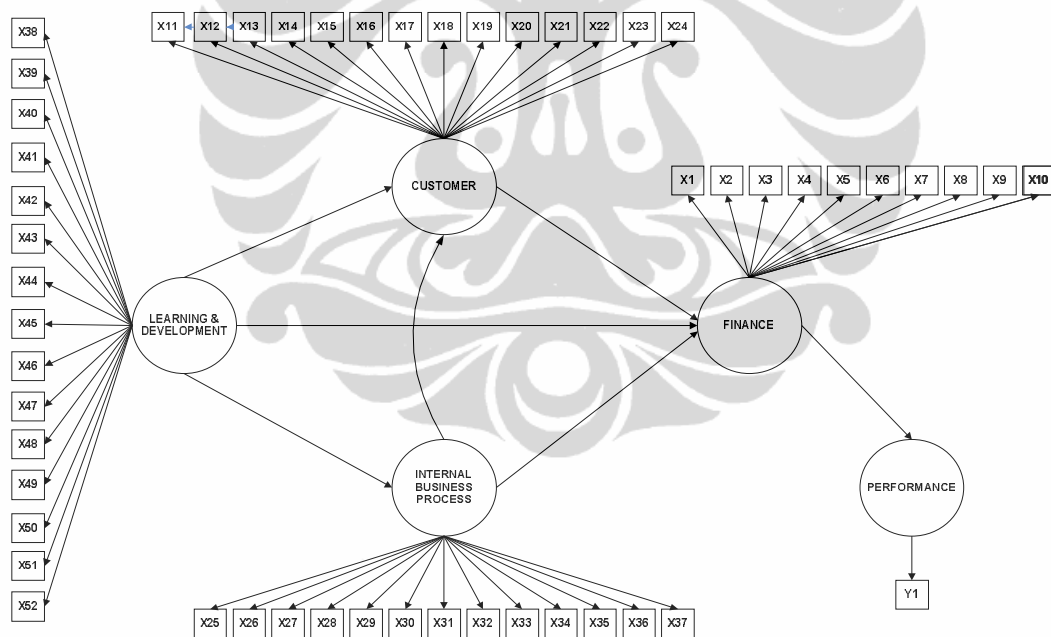 X11 X12 X13 X14 X15 X16 X17 X18 X19 X20 X21 X22 X23 X24
X38
X39
X40
X41
X42
X43
X44
X45
X46
X47
X48
X49
X50
X51
X52
CUSTOMER
X1 X2 X3 X4 X5 X6 X7 X8 X9 X10
LEARNING &
DEVELOPMENT
FINANCE
INTERNAL
BUSINESS
PROCESS
PERFORMANCE
Y1
X25 X26 X27 X28 X29 X30 X31 X32 X33 X34 X35 X36 X37